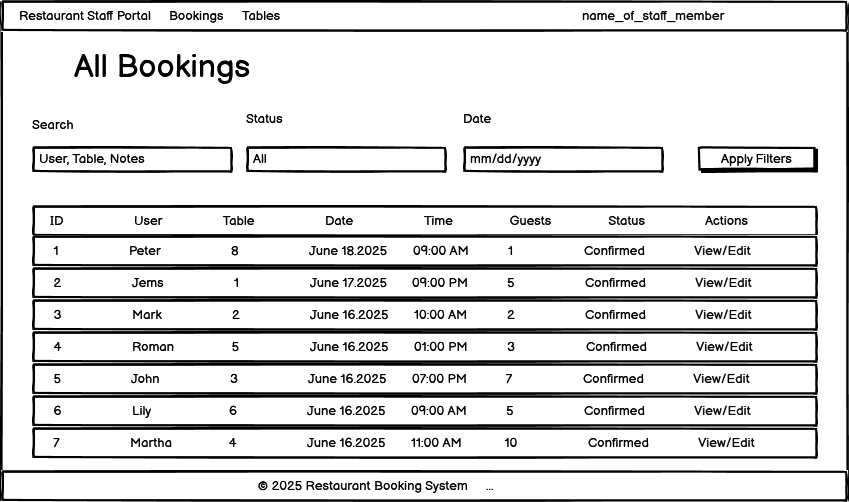 Restaurant Staff Portal Bookings Tables name_of_staff_member
All Bookings
Search Status Date
User, Table, Notes All mm/dd/yyyy Apply Filters
ID User Table Date Time Guests Status Actions
1 Peter 8 June 18.2025 09:00 AM 1 Confirmed View/Edit
2 Jems 1 June 17.2025 09:00 PM 5 Confirmed View/Edit
3 Mark 2 June 16.2025 10:00 AM 2 Confirmed View/Edit
4 Roman 5 June 16.2025 01:00 PM 3 Confirmed View/Edit
5 John 3 June 16.2025 07:00 PM 7 Confirmed View/Edit
6 Lily 6 June 16.2025 09:00 AM 5 Confirmed View/Edit
7 Martha 4 June 16.2025 11:00 AM 10 Confirmed View/Edit
© 2025 Restaurant Booking System ...